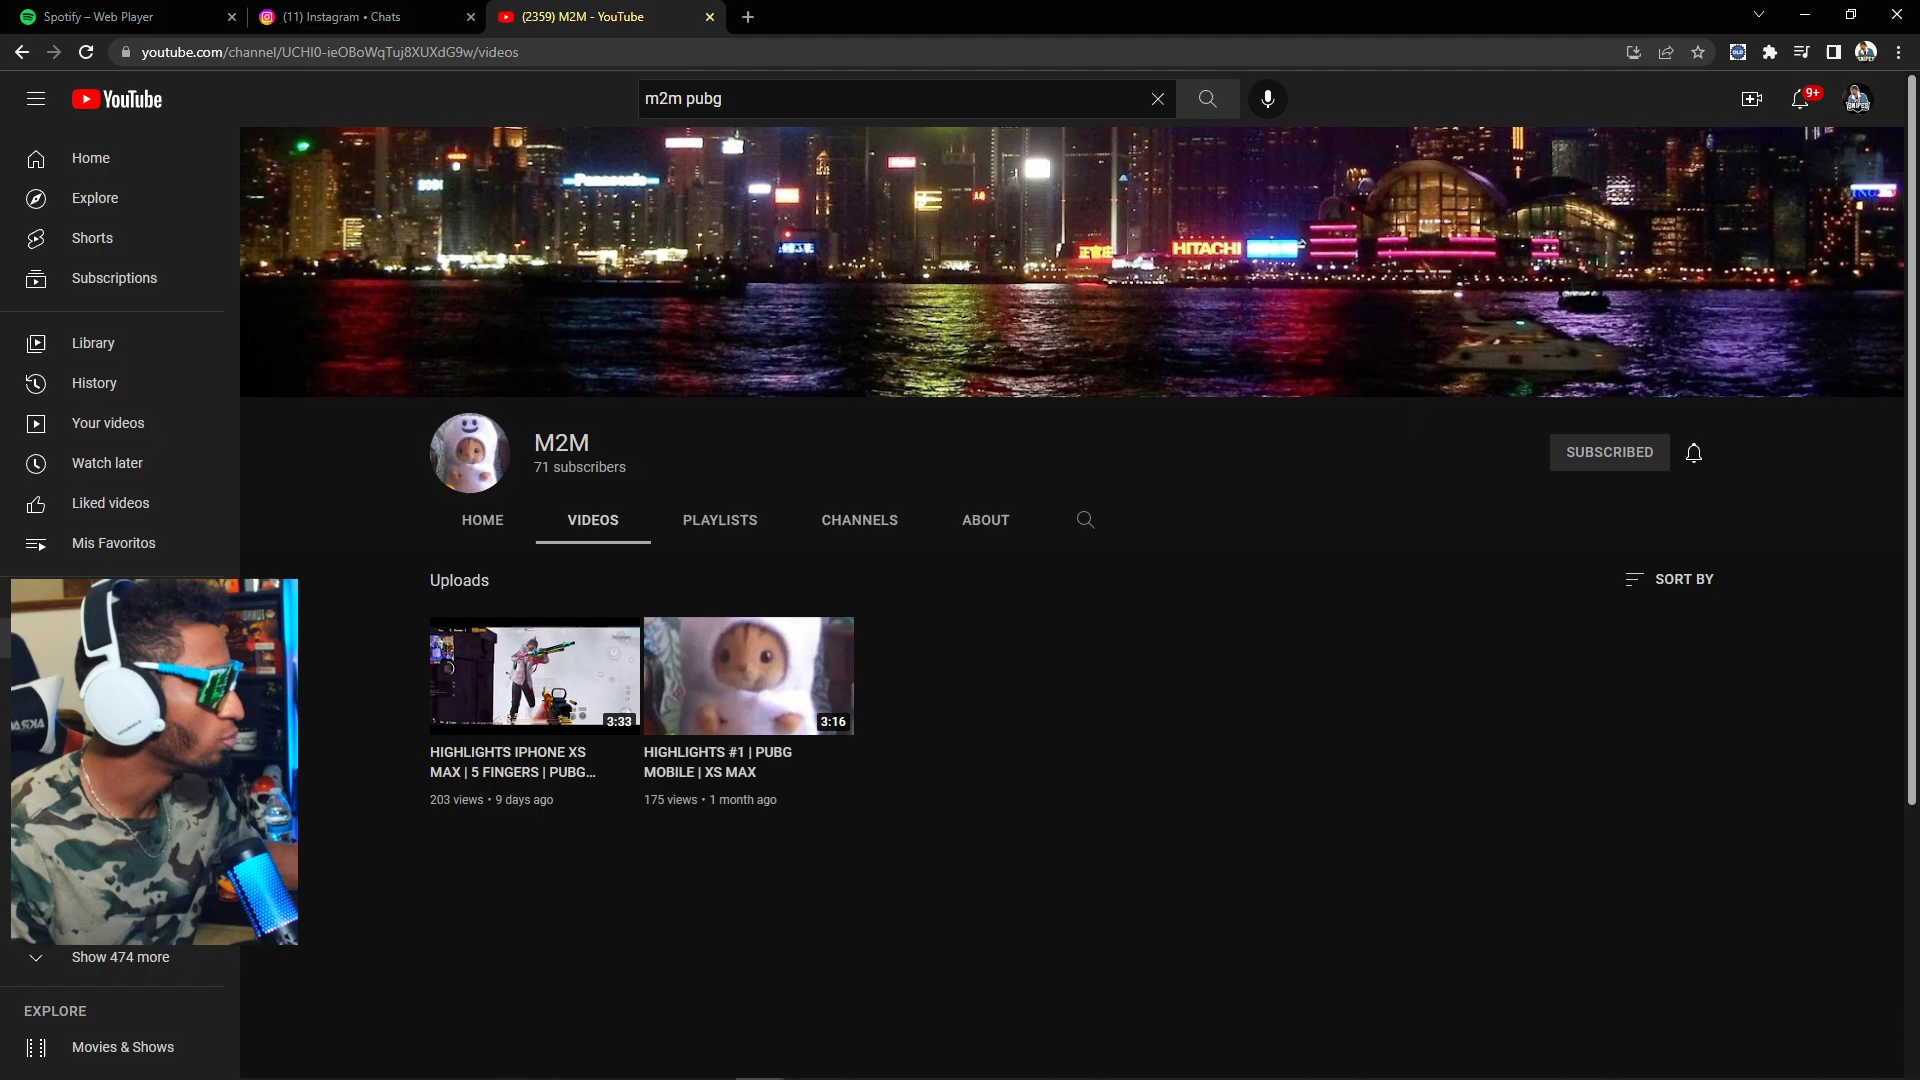 Spotify – Web Player
(11) Instagram • Chats
(2359) M2M - YouTube
youtube.com/channel/UCHI0-ieOBoWqTuj8XUXdG9w/videos
YouTube
m2m pubg
9+
Home
Explore
Shorts
Subscriptions
Library
History
Your videos
Watch later
Liked videos
Mis Favoritos
Show 474 more
EXPLORE
Movies & Shows
Panasonic
HITACHI
M2M
71 subscribers
SUBSCRIBED
HOME
VIDEOS
PLAYLISTS
CHANNELS
ABOUT
Uploads
SORT BY
3:33
HIGHLIGHTS IPHONE XS
MAX | 5 FINGERS | PUBG...
203 views • 9 days ago
3:16
HIGHLIGHTS #1 | PUBG
MOBILE | XS MAX
175 views • 1 month ago